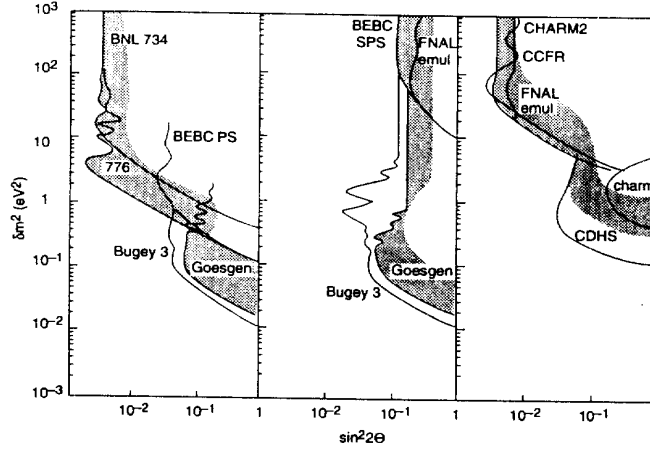 10³
10²
10
1
10⁻¹
10⁻²
10⁻³
δm² (eV²)
BNL 734
BEBC PS
776
Bugey 3
Goesgen
10⁻²
10⁻¹
1
BEBC
SPS
FNAL
emul
Goesgen
Bugey 3
10⁻²
10⁻¹
1
sin²2Θ
CHARM2
CCFR
FNAL
emul
charm
CDHS
10⁻¹